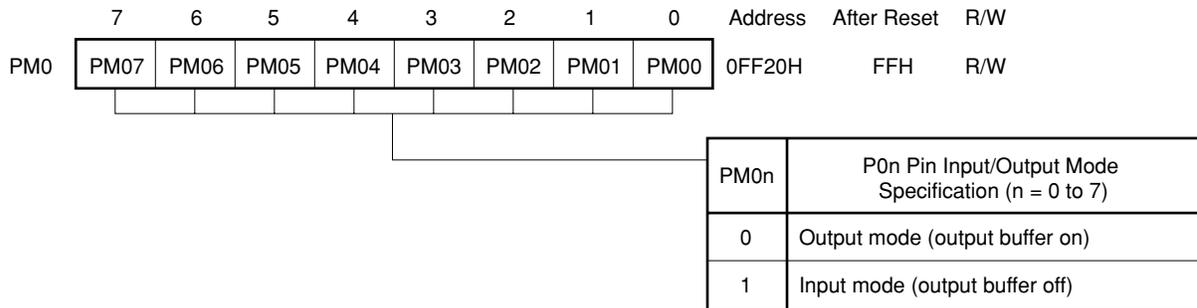 7 6 5 4 3 2 1 0 Address After Reset R/W
PM0 PM07 PM06 PM05 PM04 PM03 PM02 PM01 PM00 0FF20H FFH R/W
PM0n P0n Pin Input/Output Mode
Specification (n = 0 to 7)
0 Output mode (output buffer on)
1 Input mode (output buffer off)